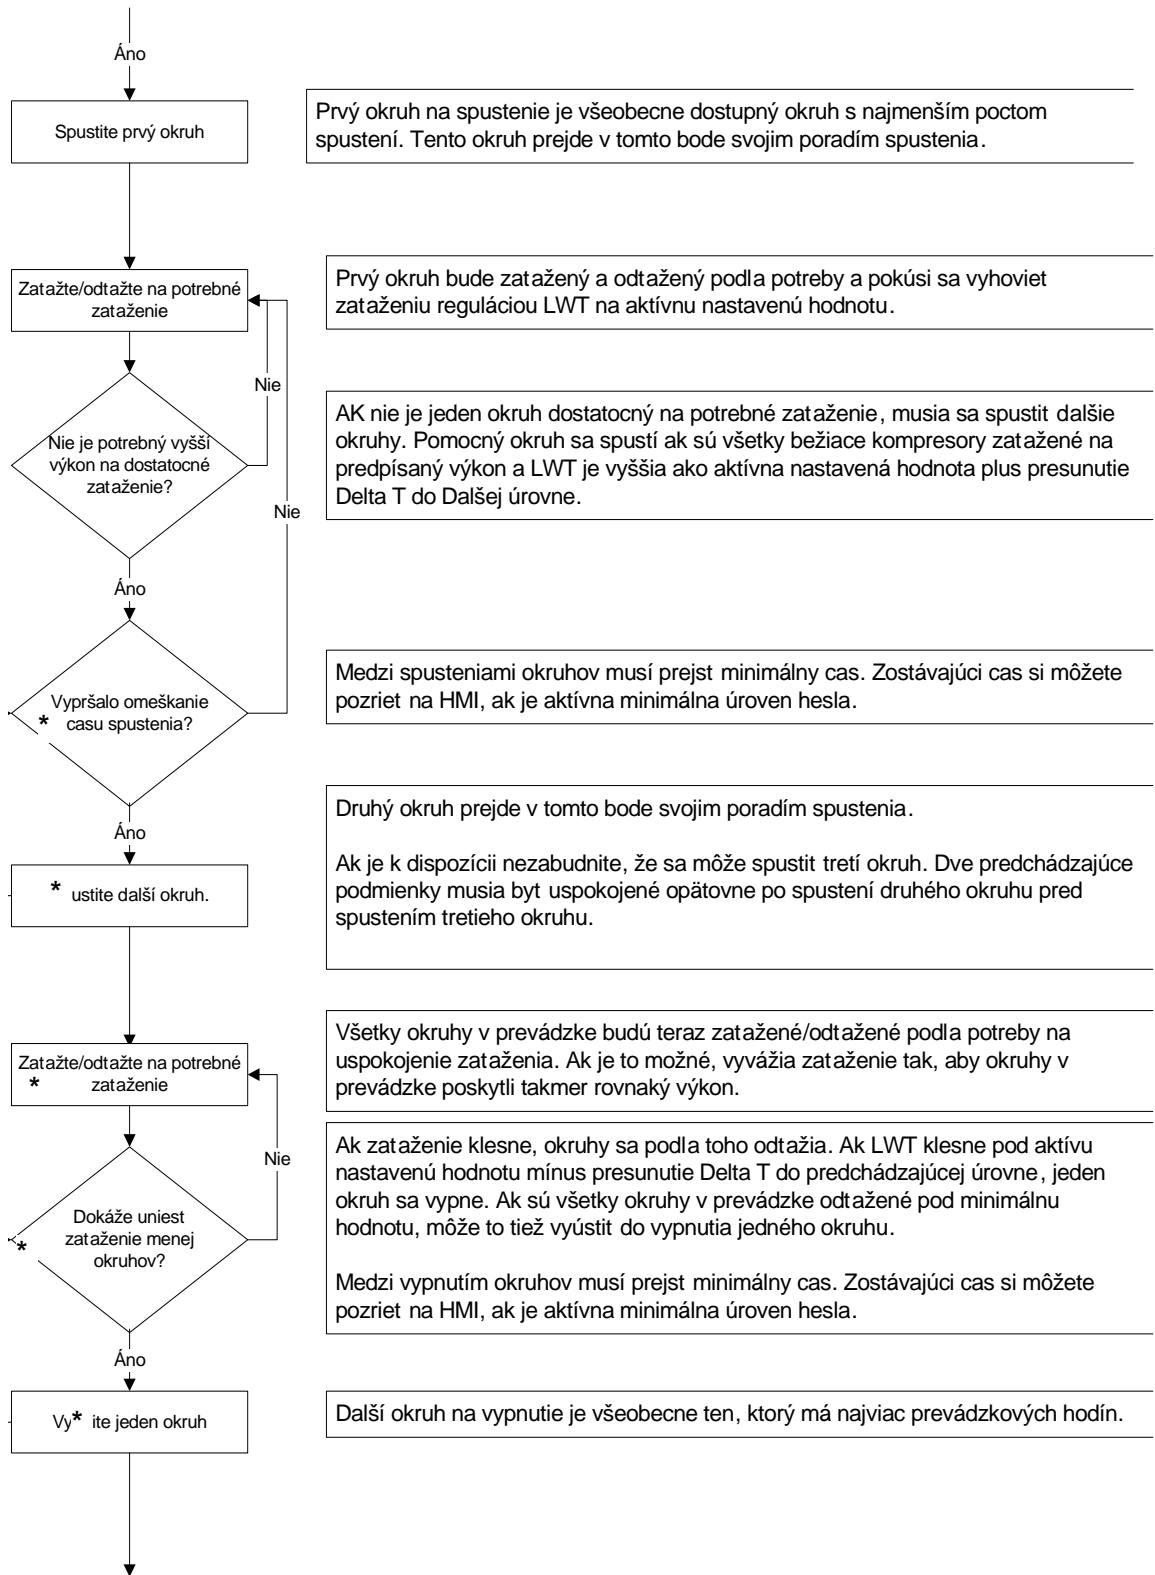 Áno
Spustite prvý okruh
Prvý okruh na spustenie je všeobecne dostupný okruh s najmenším poctom
spustení. Tento okruh prejde v tomto bode svojim poradím spustenia.
Zatažte/odtažte na potrebné
zataženie
Prvý okruh bude zatažený a odtažený podla potreby a pokúsi sa vyhoviet
zataženiu reguláciou LWT na aktívnu nastavenú hodnotu.
Nie
Nie je potrebný vyšší
výkon na dostatocné
zataženie?
AK nie je jeden okruh dostatocný na potrebné zataženie, musia sa spustit dalšie
okruhy. Pomocný okruh sa spustí ak sú všetky bežiace kompresory zatažené na
predpísaný výkon a LWT je vyššia ako aktívna nastavená hodnota plus presunutie
Delta T do Dalšej úrovne.
Nie
Áno
Vypršalo omeškanie
* casu spustenia?
Medzi spusteniami okruhov musí prejst minimálny cas. Zostávajúci cas si môžete
pozriet na HMI, ak je aktívna minimálna úroven hesla.
Áno
* ustite další okruh.
Druhý okruh prejde v tomto bode svojim poradím spustenia.
Ak je k dispozícii nezabudnite, že sa môže spustit tretí okruh. Dve predchádzajúce
podmienky musia byt uspokojené opätovne po spustení druhého okruhu pred
spustením tretieho okruhu.
Zatažte/odtažte na potrebné
* zataženie
Všetky okruhy v prevádzke budú teraz zatažené/odtažené podla potreby na
uspokojenie zataženia. Ak je to možné, vyvážia zataženie tak, aby okruhy v
prevádzke poskytli takmer rovnaký výkon.
Nie
Dokáže uniest
* zataženie menej
okruhov?
Ak zataženie klesne, okruhy sa podla toho odtažia. Ak LWT klesne pod aktívu
nastavenú hodnotu mínus presunutie Delta T do predchádzajúcej úrovne, jeden
okruh sa vypne. Ak sú všetky okruhy v prevádzke odtažené pod minimálnu
hodnotu, môže to tiež vyústit do vypnutia jedného okruhu.
Medzi vypnutím okruhov musí prejst minimálny cas. Zostávajúci cas si môžete
pozriet na HMI, ak je aktívna minimálna úroven hesla.
Áno
Vy* ite jeden okruh
Další okruh na vypnutie je všeobecne ten, ktorý má najviac prevádzkových hodín.